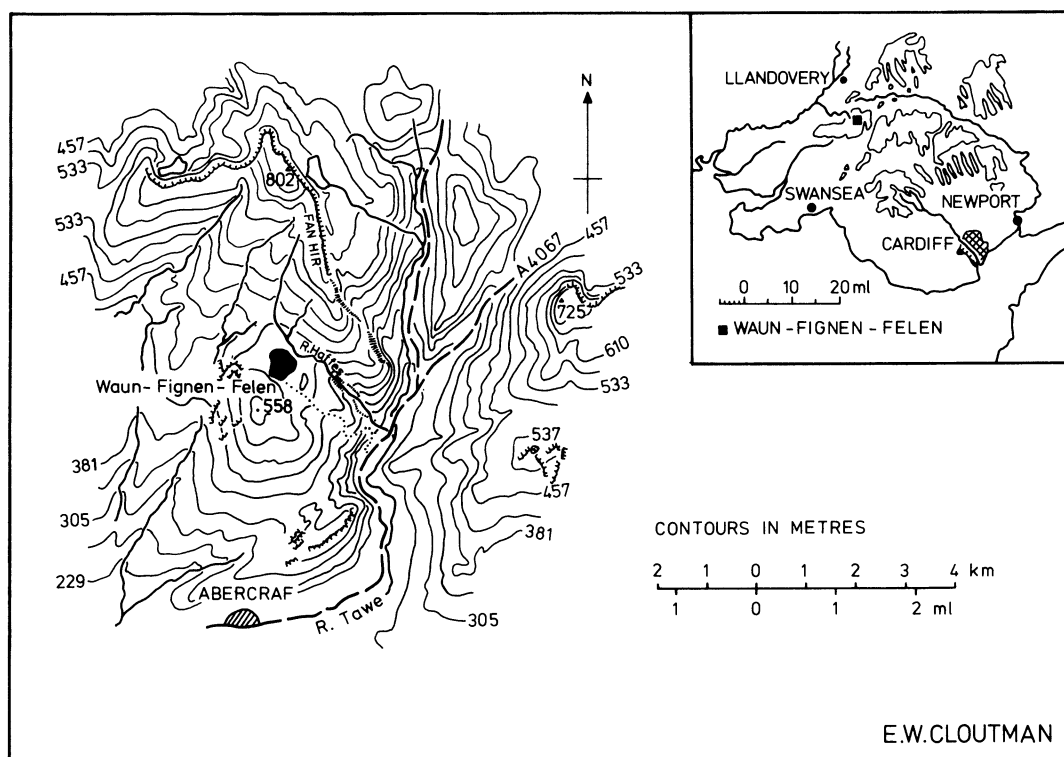 457
533
802
533
457
FAN HIR
N
A 4067
457
533
725
610
533
R.Haffes
Waun-Fignen-Felen
558
537
457
381
381
305
229
ABERCRAF
R. Tawe
305
LLANDOVERY
SWANSEA
NEWPORT
CARDIFF
0 10 20 ml
WAUN-FIGNEN-FELEN
CONTOURS IN METRES
2 1 0 1 2 3 4 km
1 0 1 2 ml
E.W.CLOUTMAN